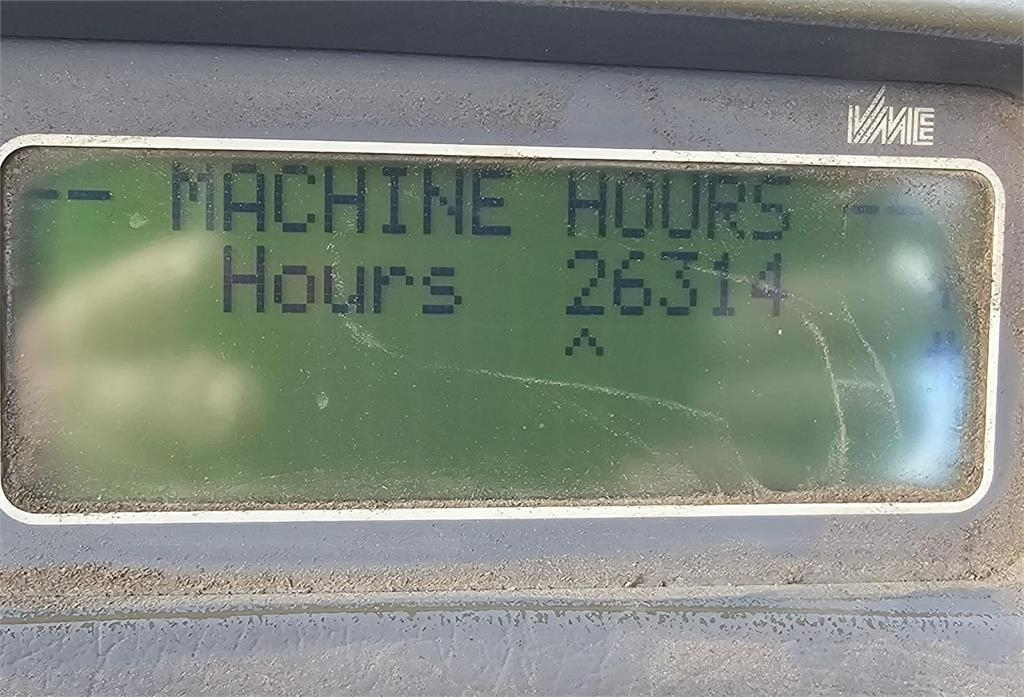 VME
-- MACHINE HOURS --
Hours 26314
^